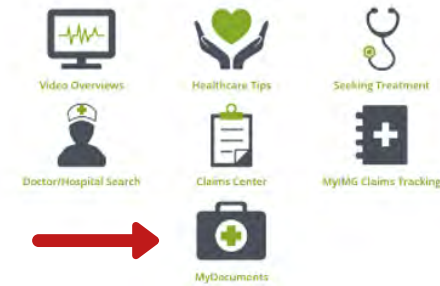 Video Overviews
Healthcare Tips
Seeking Treatment
Doctor/Hospital Search
Claims Center
MyIMG Claims Tracking
MyDocuments